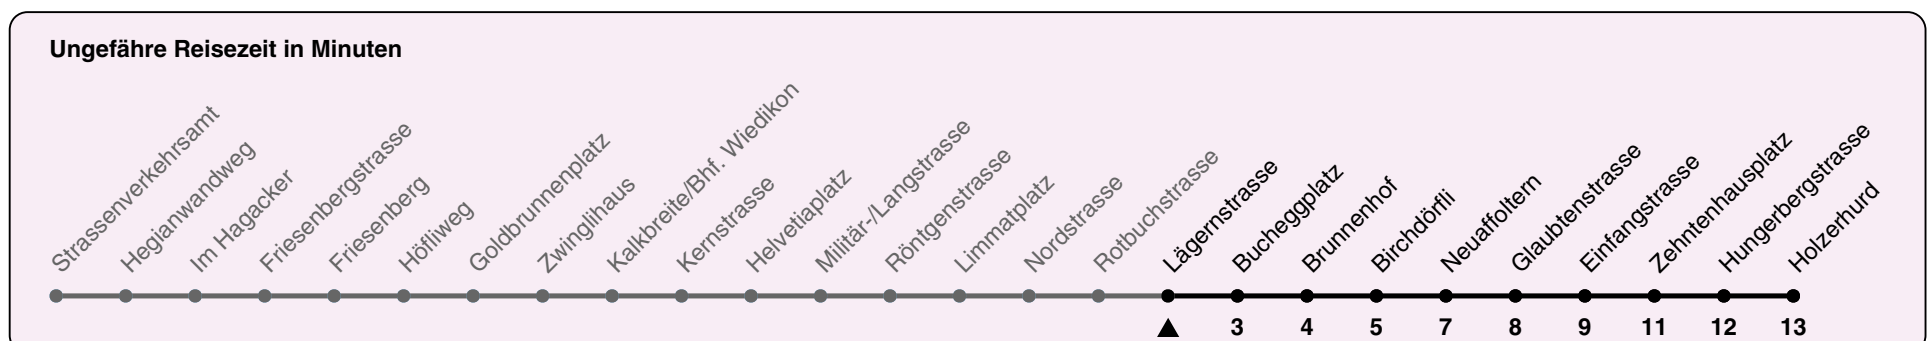 Ungefähre Reisezeit in Minuten
Strassenverkehrsamt
Hegianwandweg
Im Hagacker
Friesenbergstrasse
Friesenberg
Höfliweg
Goldbrunnenplatz
Zwinglihaus
Kalkbreite/Bhf. Wiedikon
Kernstrasse
Helvetiaplatz
Militär-/Langstrasse
Röntgenstrasse
Limmatplatz
Nordstrasse
Rotbuchstrasse
Lägernstrasse
Bucheggplatz
Brunnenhof
Birchdörfli
Neuaffoltern
Glaubtenstrasse
Einfangstrasse
Zehntenhausplatz
Hungerbergstrasse
Holzerhurd
3 4 5 7 8 9 11 12 13